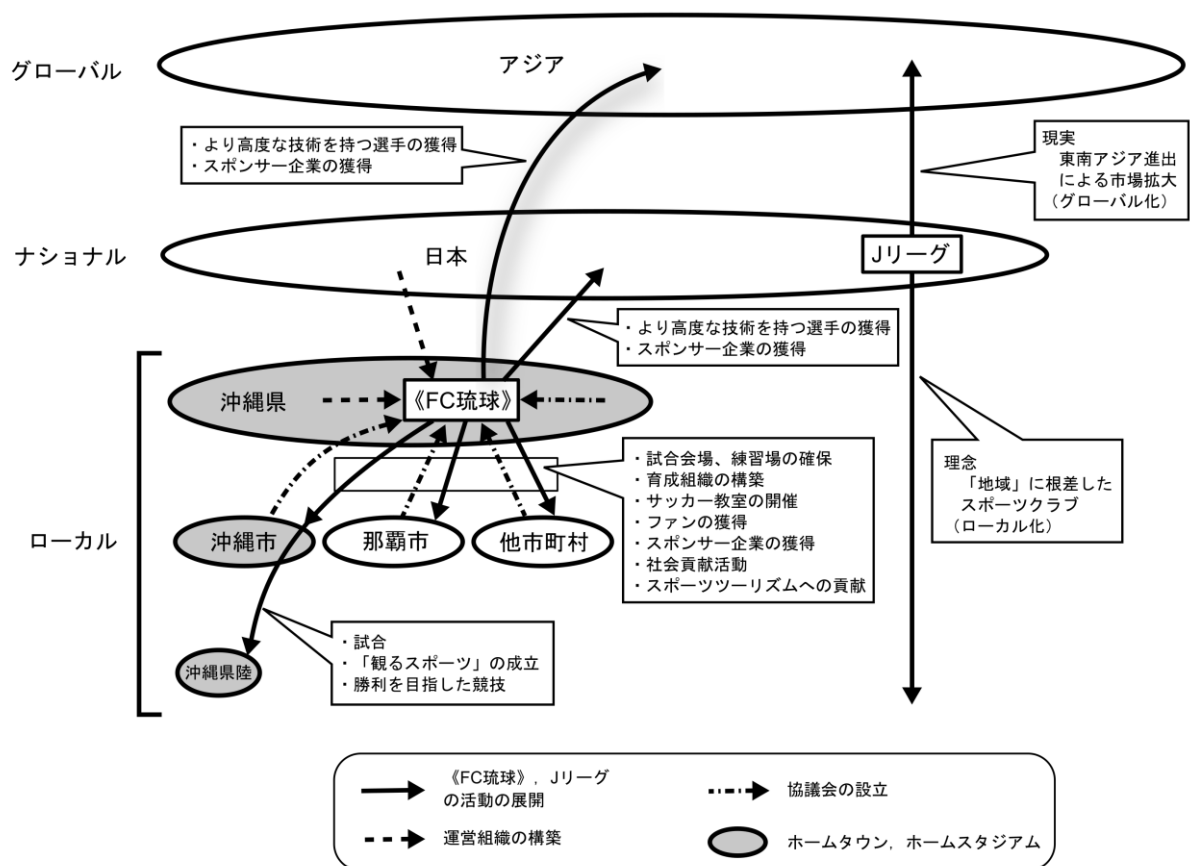 グローバル
アジア
・より高度な技術を持つ選手の獲得
・スポンサー企業の獲得
現実
東南アジア進出
による市場拡大
(グローバル化)
ナショナル
日本
Jリーグ
・より高度な技術を持つ選手の獲得
・スポンサー企業の獲得
沖縄県
《FC琉球》
・試合会場、練習場の確保
・育成組織の構築
・サッカー教室の開催
・ファンの獲得
・スポンサー企業の獲得
・社会貢献活動
・スポーツツーリズムへの貢献
理念
「地域」に根差した
スポーツクラブ
(ローカル化)
ローカル
沖縄市
那覇市
他市町村
沖縄県陸
・試合
・「観るスポーツ」の成立
・勝利を目指した競技
《FC琉球》，Jリーグ
の活動の展開
協議会の設立
運営組織の構築
ホームタウン，ホームスタジアム